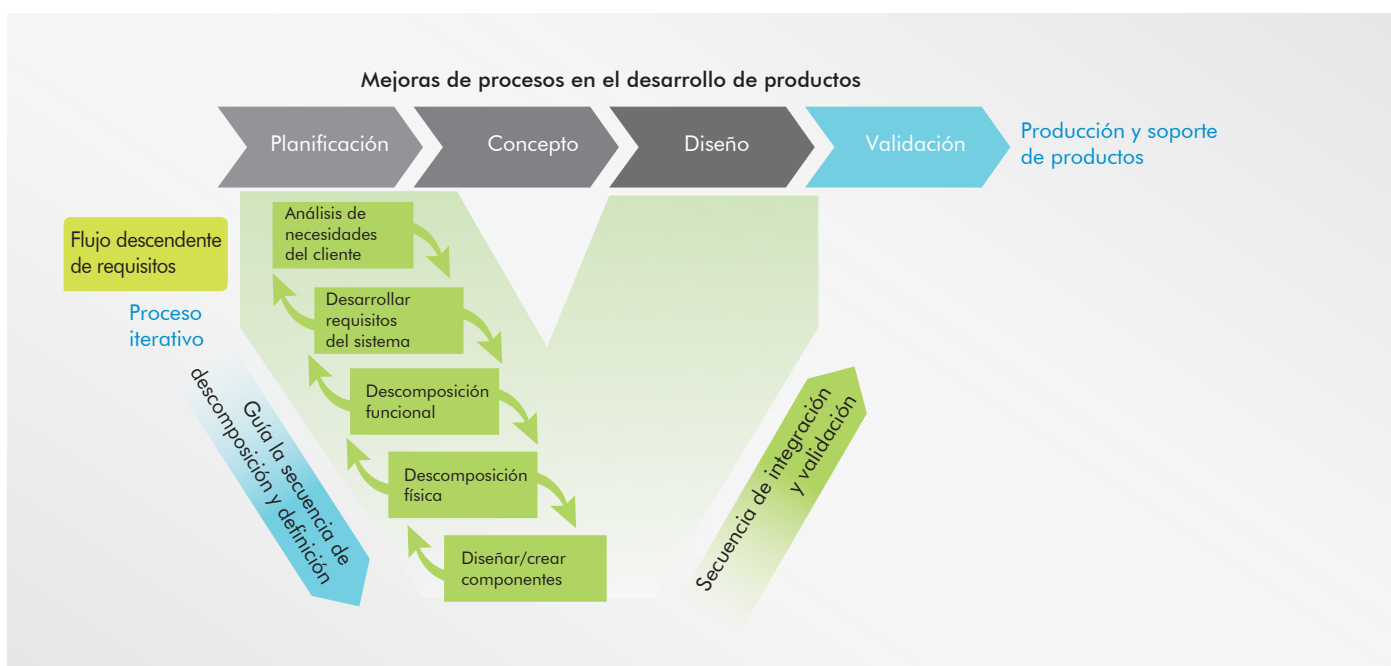 Mejoras de procesos en el desarrollo de productos
Planificación
Concepto
Diseño
Validación
Producción y soporte
de productos
Flujo descendente
de requisitos
Proceso
iterativo
Análisis de
necesidades
del cliente
Desarrollar
requisitos
del sistema
Descomposición
funcional
Descomposición
física
Diseñar/crear
componentes
Guía la secuencia de
descomposición y definición
Secuencia de integración
y validación